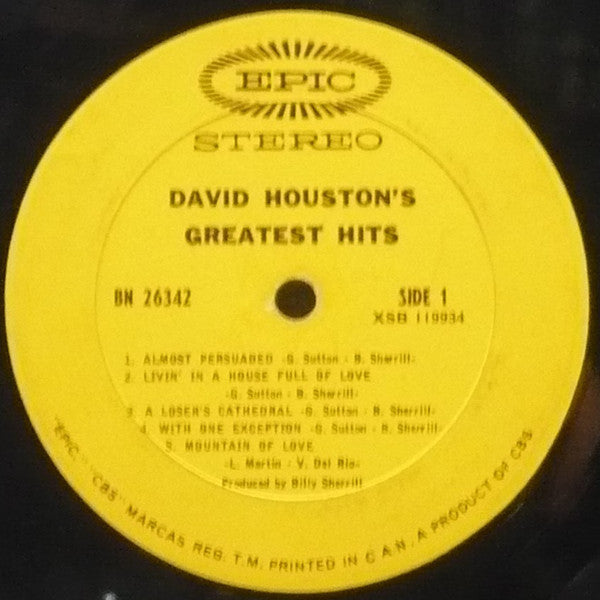 EPIC
STEREO
DAVID HOUSTON'S
GREATEST HITS
BN 26342
SIDE 1
XSB 119934
1. ALMOST PERSUADED -G. Sutton - B. Sherrill-
2. LIVIN' IN A HOUSE FULL OF LOVE
-G. Sutton - B. Sherrill-
3. A LOSER'S CATHEDRAL -G. Sutton - B. Sherrill-
4. WITH ONE EXCEPTION -G. Sutton - B. Sherrill-
5. MOUNTAIN OF LOVE
-L. Martin - V. Del Rio-
Produced by Billy Sherrill
"EPIC" "CBS" MARCAS REG. T.M. PRINTED IN CAN. A PRODUCT OF CBS